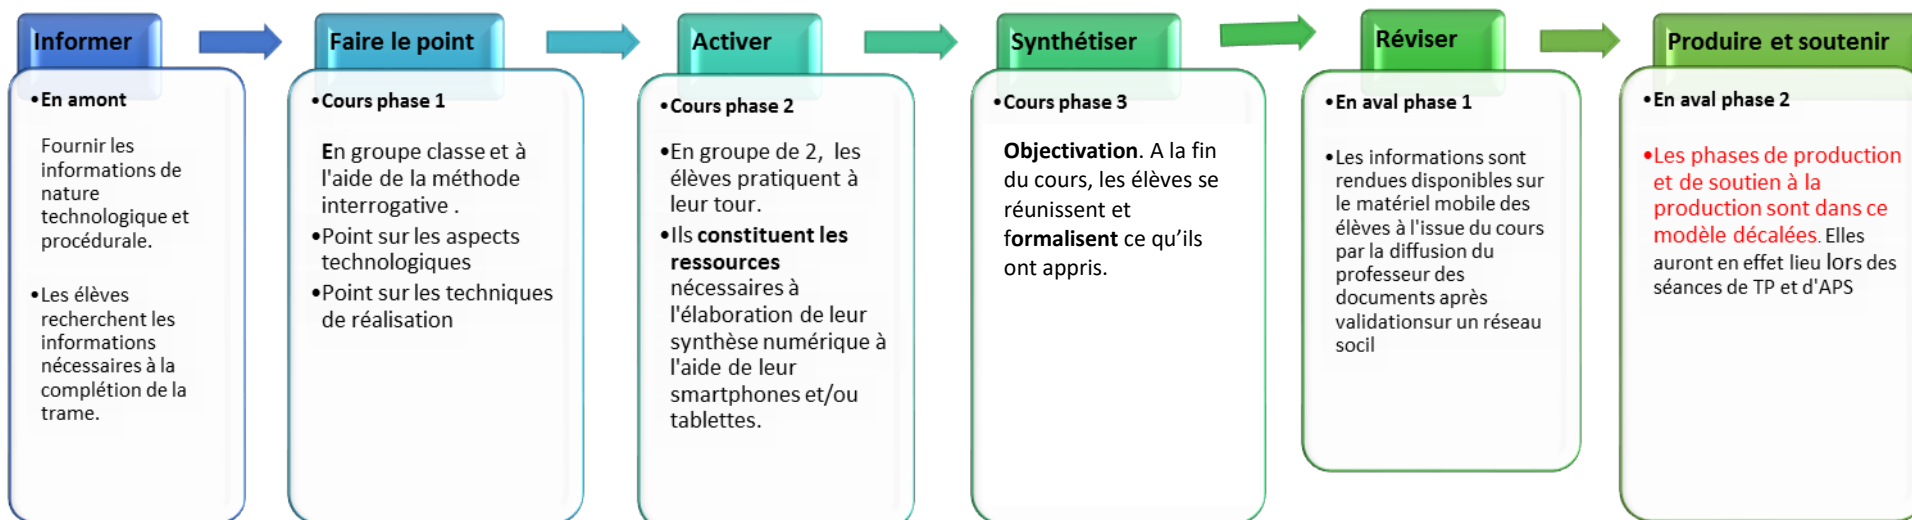 Informer
•En amont
Fournir les
informations de
nature
technologique et
procédurale.
•Les élèves
recherchent les
informations
nécessaires à la
complétion de la
trame.
Faire le point
•Cours phase 1
En groupe classe et à
l'aide de la méthode
interrogative .
•Point sur les aspects
technologiques
•Point sur les techniques
de réalisation
Activer
•Cours phase 2
•En groupe de 2, les
élèves pratiquent à
leur tour.
•Ils constituent les
ressources
nécessaires à
l'élaboration de leur
synthèse numérique à
l'aide de leur
smartphones et/ou
tablettes.
Synthétiser
•Cours phase 3
Objectivation. A la fin
du cours, les élèves se
réunissent et
formalisent ce qu’ils
ont appris.
Réviser
•En aval phase 1
•Les informations sont
rendues disponibles sur
le matériel mobile des
élèves à l'issue du cours
par la diffusion du
professeur des
documents après
validationsur un réseau
socil
Produire et soutenir
•En aval phase 2
•Les phases de production
et de soutien à la
production sont dans ce
modèle décalées. Elles
auront en effet lieu lors des
séances de TP et d'APS